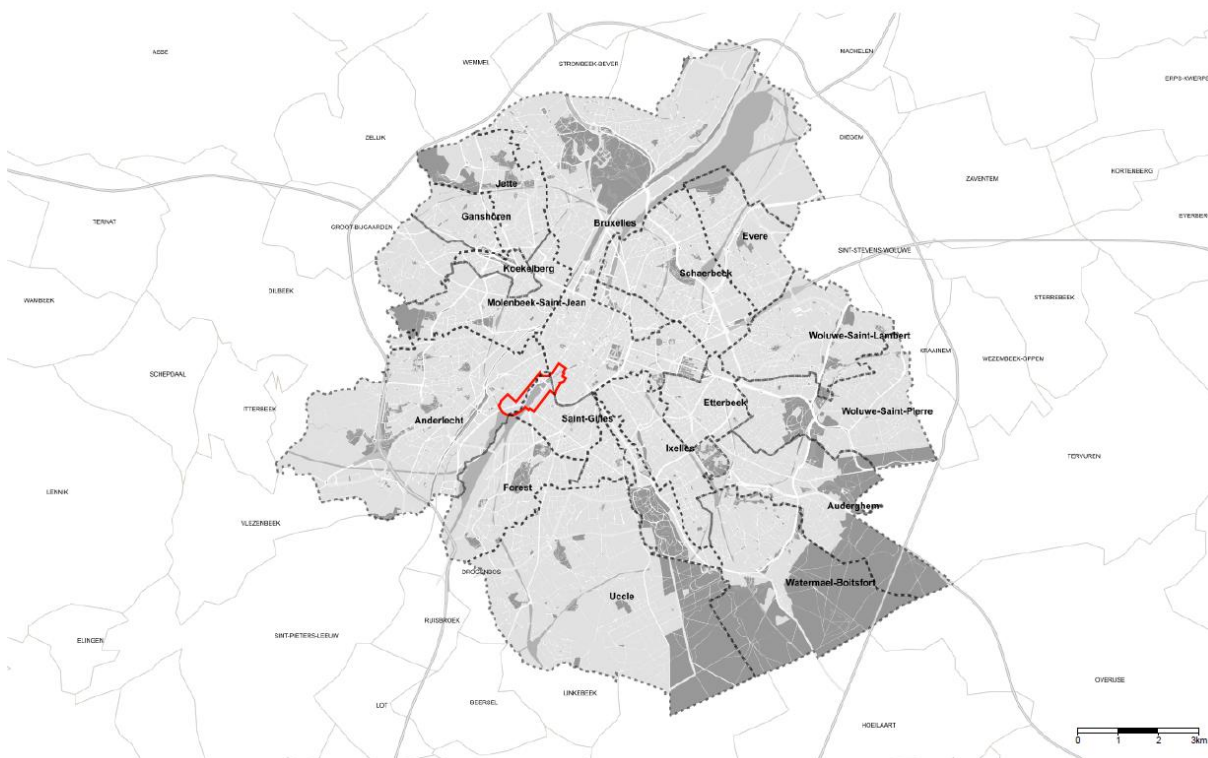 ASSE
WEMMEL
STROMBEEK-BEVER
MACHELEN
ERPS-KWERPS
ZELLIK
DIEGEM
ZAVENTEM
KORTENBERG
Jette
Ganshoren
TERNAT
GROOT-BIJGAARDEN
Bruxelles
Evere
EVERBERG
SINT-STEVENS-WOLUWE
Koekelberg
Schaerbeek
DILBEEK
WAMBEEK
Molenbeek-Saint-Jean
STERREBEEK
Woluwe-Saint-Lambert
KRAAINEM
WEZEMBEEK-OPPEM
SCHEPDAAL
ITTERBEEK
Etterbeek
Woluwe-Saint-Pierre
Anderlecht
Saint-Gilles
Ixelles
TERVUREN
LENNIK
Forest
Auderghem
VLEZENBEEK
DROGENBOS
Watermael-Boitsfort
Uccle
RUISBROEK
SINT-PIETERS-LEEUW
ELINGEN
OVERIJSE
LINKEBEEK
LOT
BEERSEL
HOEILAART
0 1 2 3km